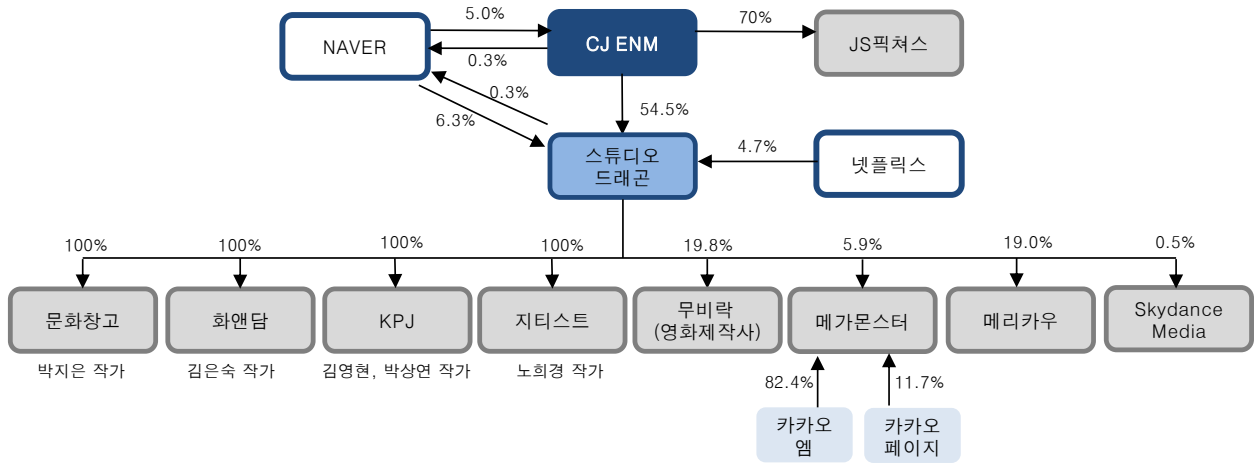 5.0%
70%
NAVER
CJ ENM
JS픽쳐스
0.3%
0.3%
6.3%
54.5%
스튜디오
드래곤
4.7%
넷플릭스
100%
100%
100%
100%
19.8%
5.9%
19.0%
0.5%
문화창고
화앤담
KPJ
지티스트
무비락
(영화제작사)
메가몬스터
메리카우
Skydance
Media
박지은 작가
김은숙 작가
김영현, 박상연 작가
노희경 작가
82.4%
11.7%
카카오
엠
카카오
페이지